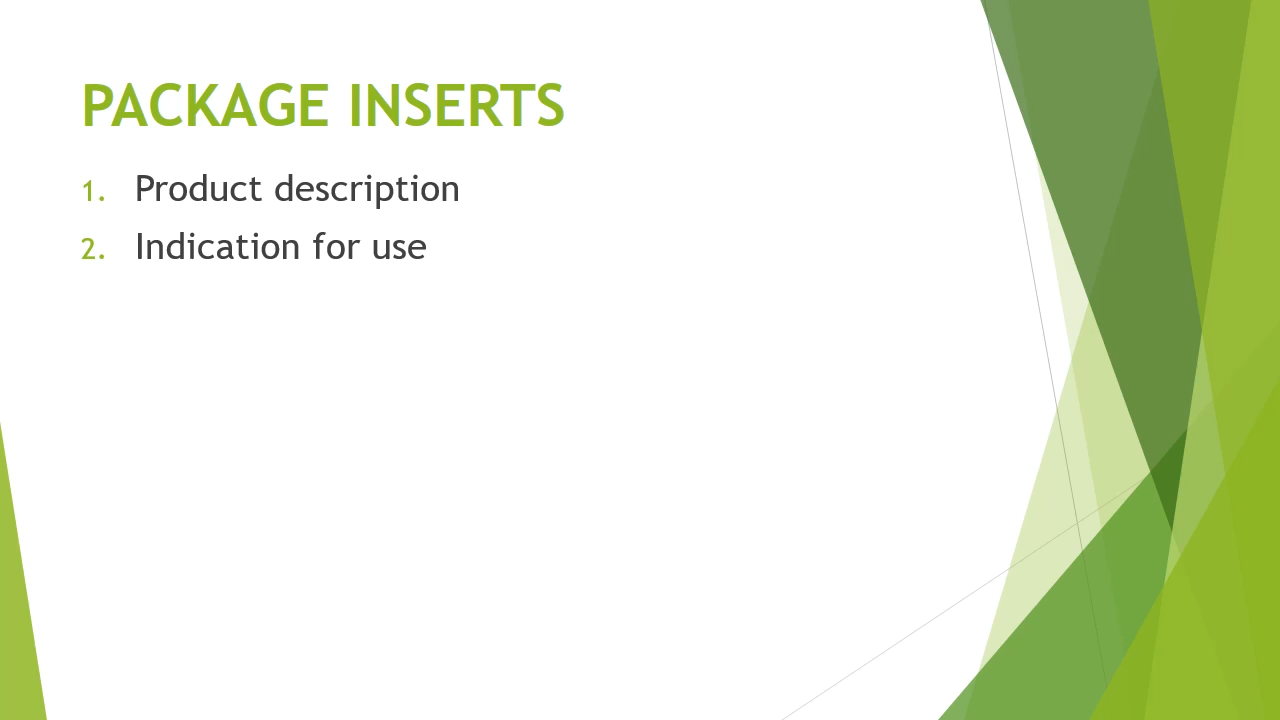 PACKAGE INSERTS
1. Product description
2. Indication for use